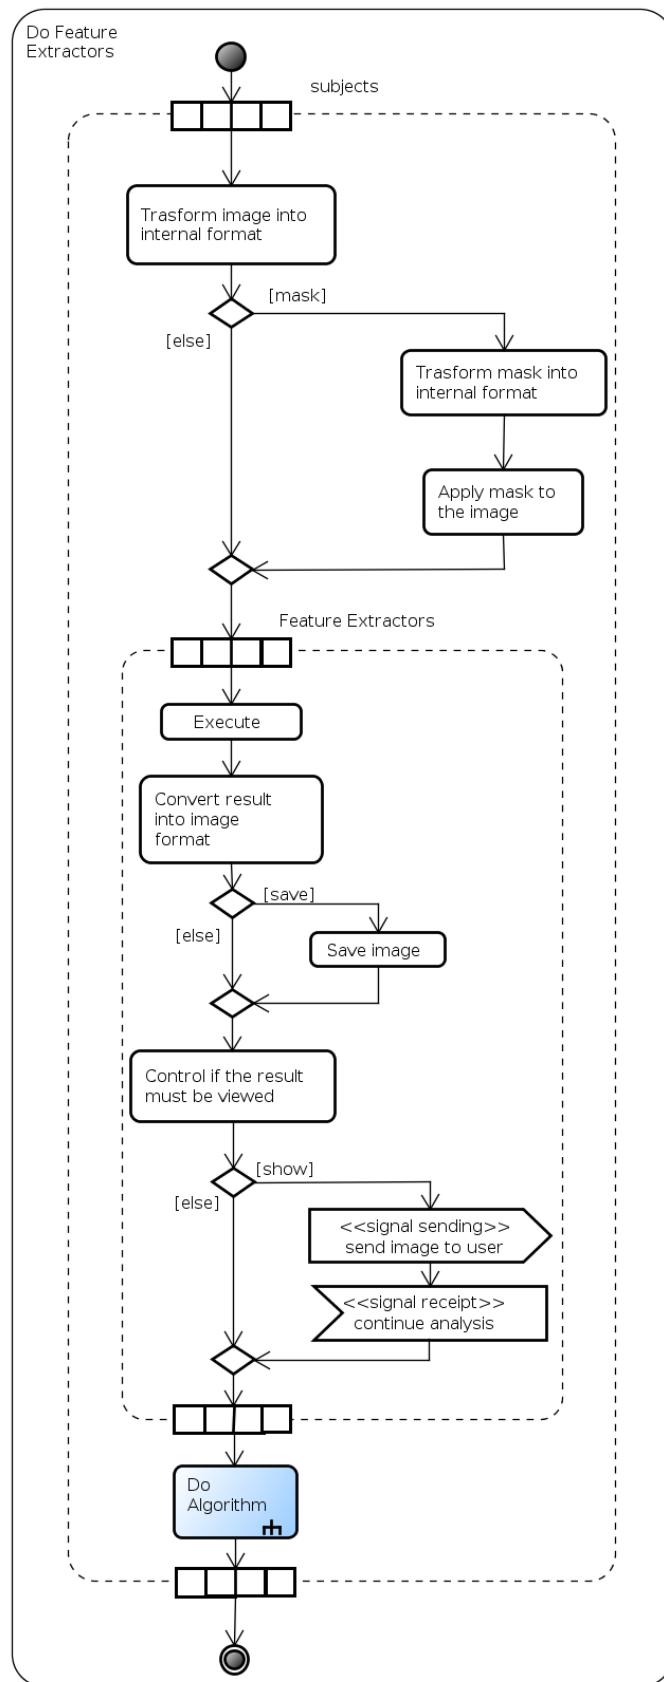 Do Feature
Extractors
subjects
Trasform image into
internal format
[mask]
[else]
Trasform mask into
internal format
Apply mask to
the image
Feature Extractors
Execute
Convert result
into image
format
[save]
[else]
Save image
Control if the result
must be viewed
[show]
[else]
<<signal sending>>
send image to user
<<signal receipt>>
continue analysis
Do
Algorithm